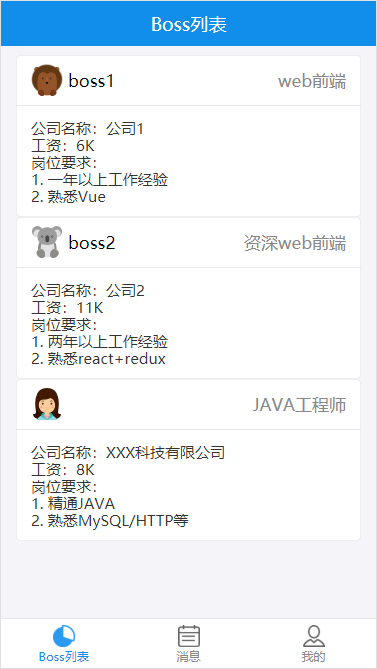 Boss列表
boss1 web前端
公司名称：公司1
工资：6K
岗位要求：
1. 一年以上工作经验
2. 熟悉Vue
boss2 资深web前端
公司名称：公司2
工资：11K
岗位要求：
1. 两年以上工作经验
2. 熟悉react+redux
JAVA工程师
公司名称：XXX科技有限公司
工资：8K
岗位要求：
1. 精通JAVA
2. 熟悉MySQL/HTTP等
Boss列表 消息 我的